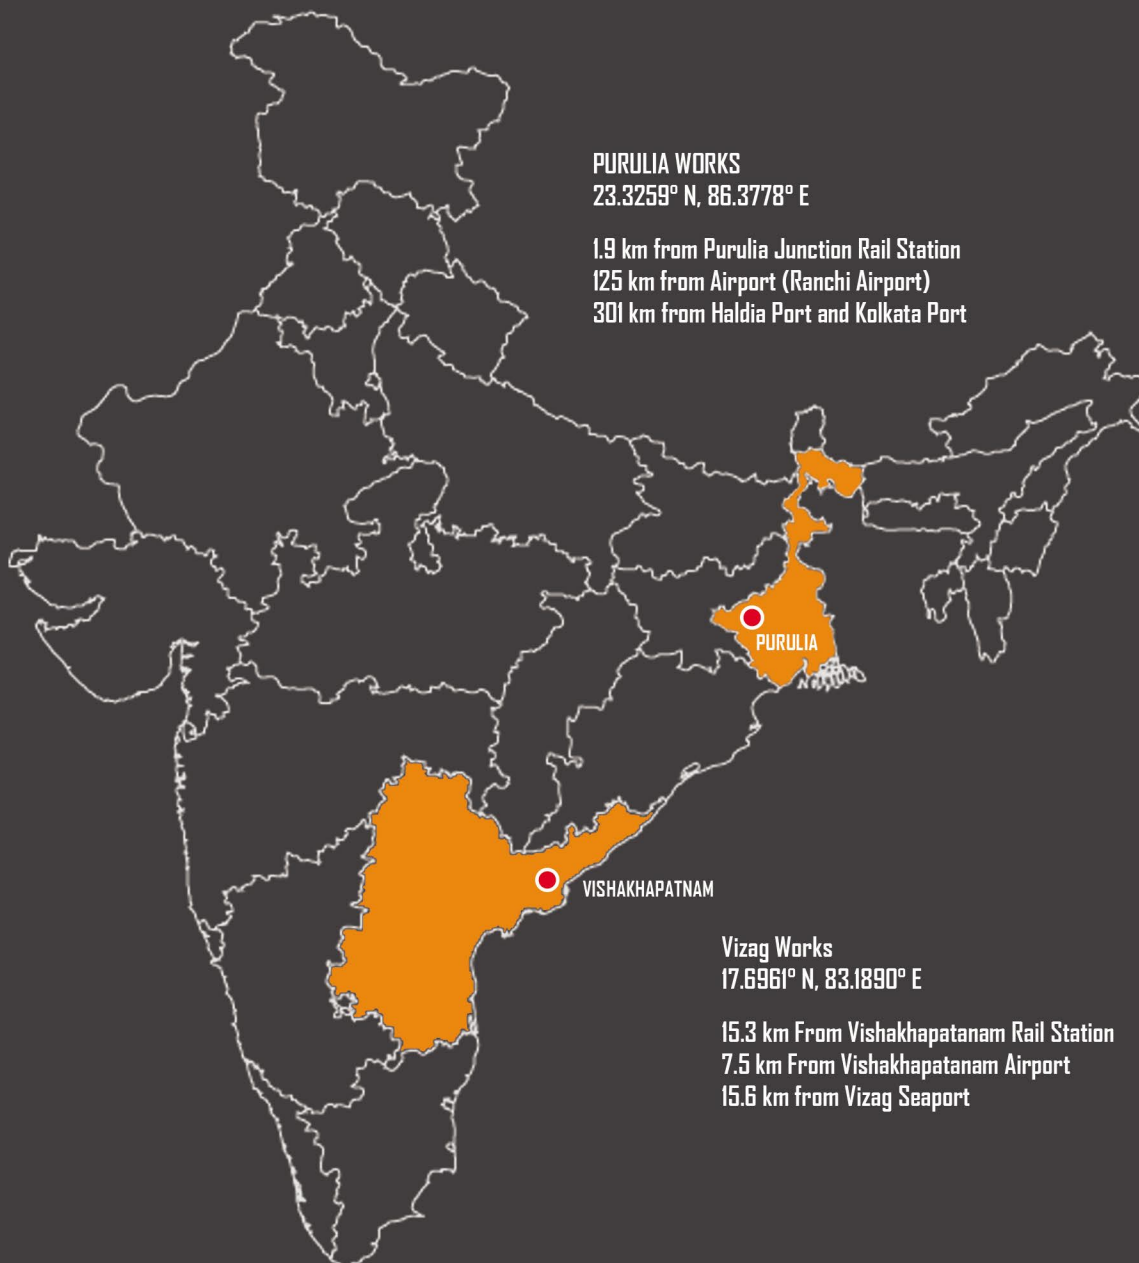 PURULIA WORKS
23.3259° N, 86.3778° E
1.9 km from Purulia Junction Rail Station
125 km from Airport (Ranchi Airport)
301 km from Haldia Port and Kolkata Port
PURULIA
VISHAKHAPATNAM
Vizag Works
17.6961° N, 83.1890° E
15.3 km From Vishakhapatanam Rail Station
7.5 km From Vishakhapatanam Airport
15.6 km from Vizag Seaport